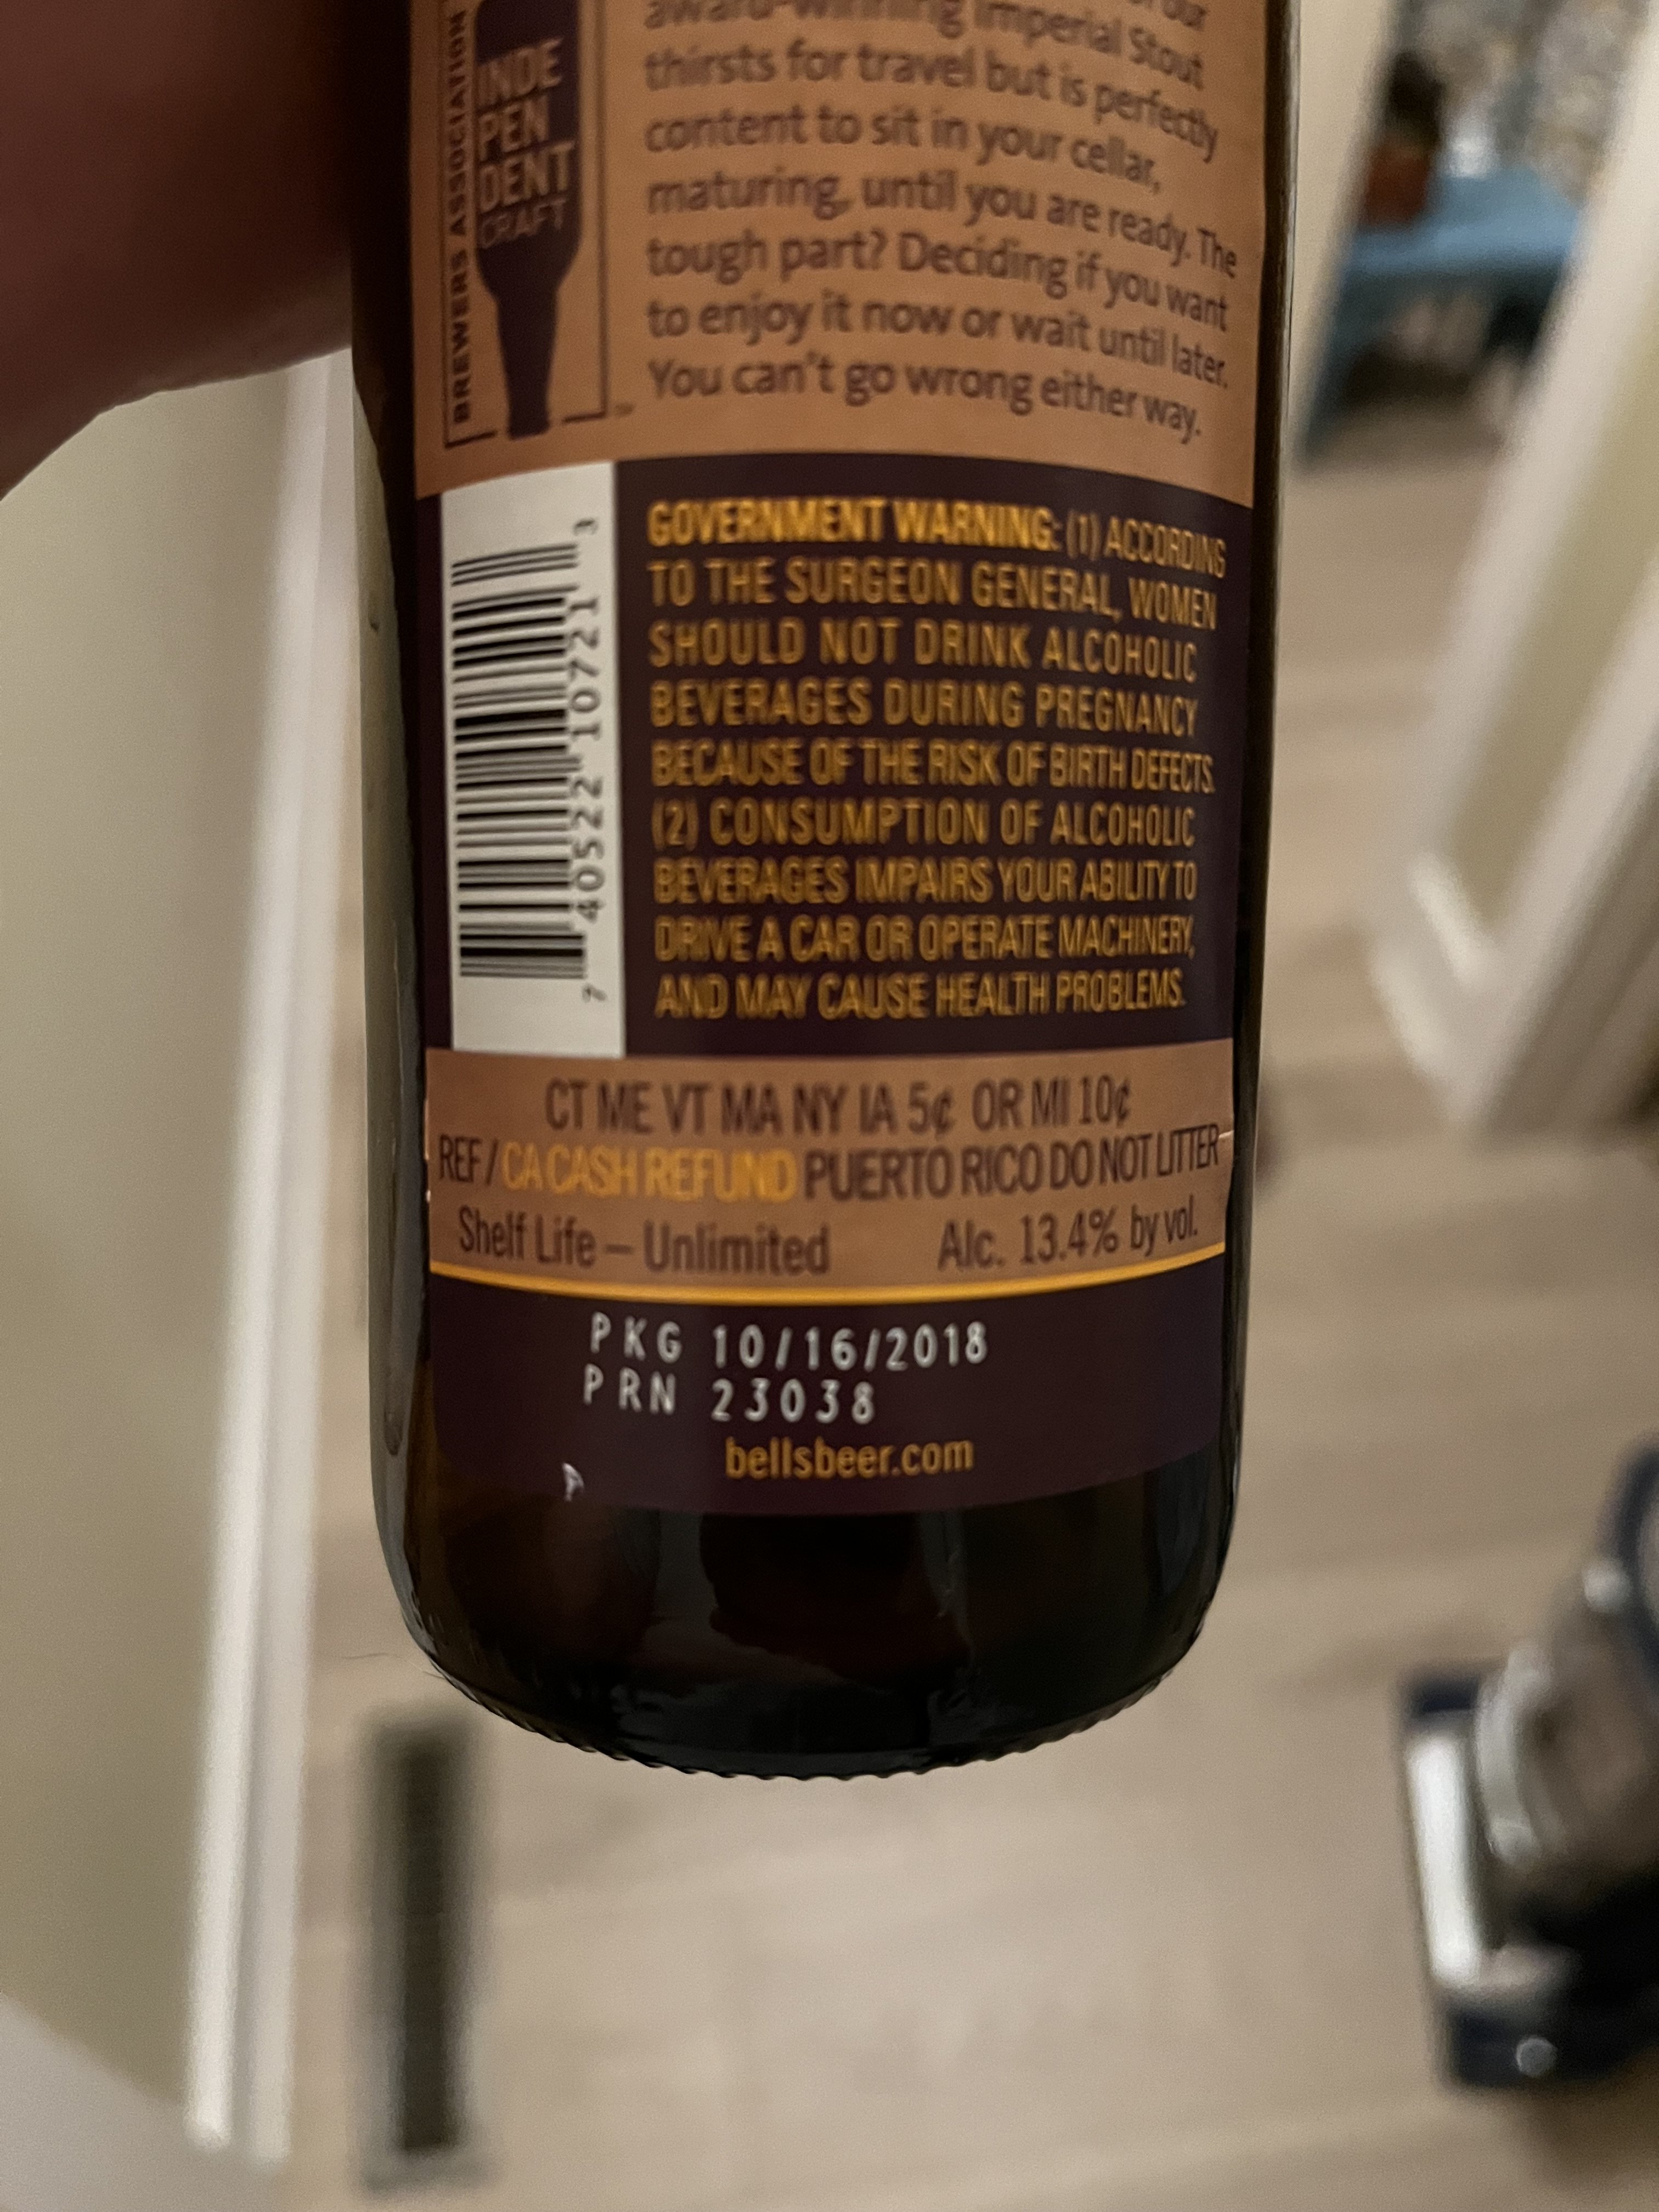 BREWERS ASSOCIATION
INDE
PEN
DENT
CRAFT
our
award-winning Imperial Stout
thirsts for travel but is perfectly
content to sit in your cellar,
maturing, until you are ready. The
tough part? Deciding if you want
to enjoy it now or wait until later.
You can't go wrong either way.
7 40522 10721 3
GOVERNMENT WARNING: (1) ACCORDING
TO THE SURGEON GENERAL, WOMEN
SHOULD NOT DRINK ALCOHOLIC
BEVERAGES DURING PREGNANCY
BECAUSE OF THE RISK OF BIRTH DEFECTS.
(2) CONSUMPTION OF ALCOHOLIC
BEVERAGES IMPAIRS YOUR ABILITY TO
DRIVE A CAR OR OPERATE MACHINERY,
AND MAY CAUSE HEALTH PROBLEMS.
CT ME VT MA NY IA 5¢ OR MI 10¢
REF / CA CASH REFUND PUERTO RICO DO NOT LITTER
Shelf Life – Unlimited Alc. 13.4% by vol.
PKG 10/16/2018
PRN 23038
bellsbeer.com